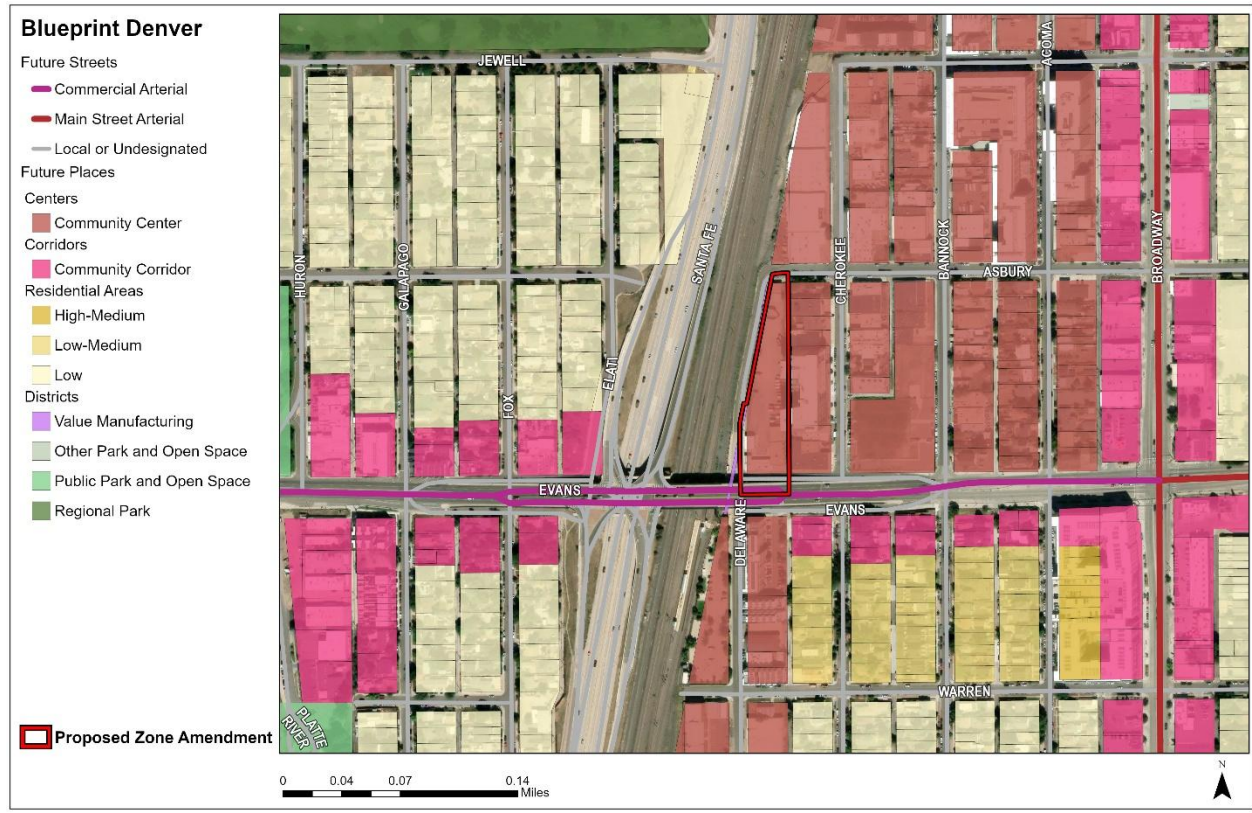 Blueprint Denver
Future Streets
Commercial Arterial
Main Street Arterial
Local or Undesignated
Future Places
Centers
Community Center
Corridors
Community Corridor
Residential Areas
High-Medium
Low-Medium
Low
Districts
Value Manufacturing
Other Park and Open Space
Public Park and Open Space
Regional Park
Proposed Zone Amendment
JEWELL
ACOMA
HURON
GALAPAGO
SANTA FE
CHEROKEE
BANNOCK
ASBURY
BROADWAY
ELATI
FOX
EVANS
EVANS
DELAWARE
WARREN
PLATTE
RIVER
0 0.04 0.07 0.14
Miles
N